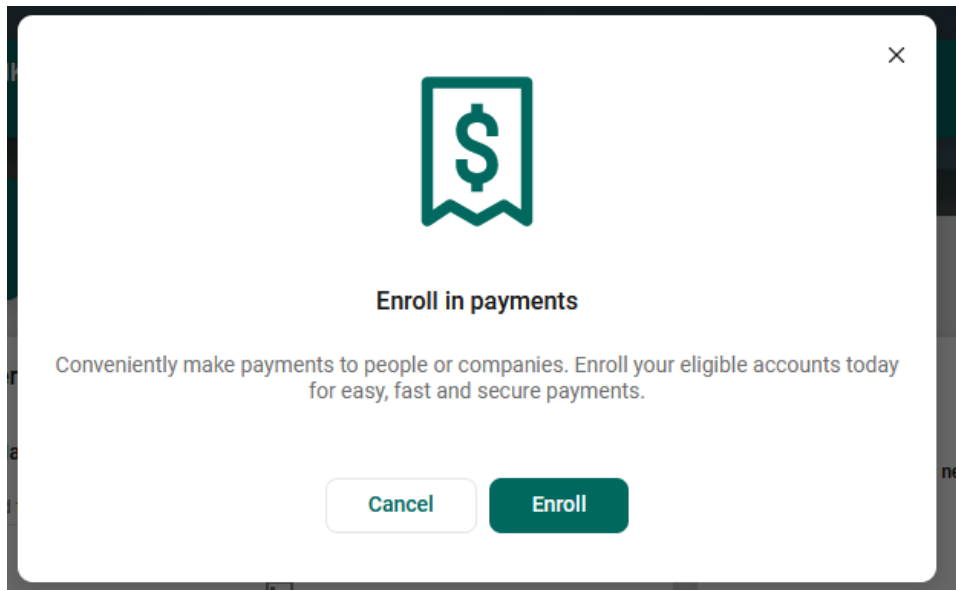 $
Enroll in payments
Conveniently make payments to people or companies. Enroll your eligible accounts today
for easy, fast and secure payments.
Cancel
Enroll